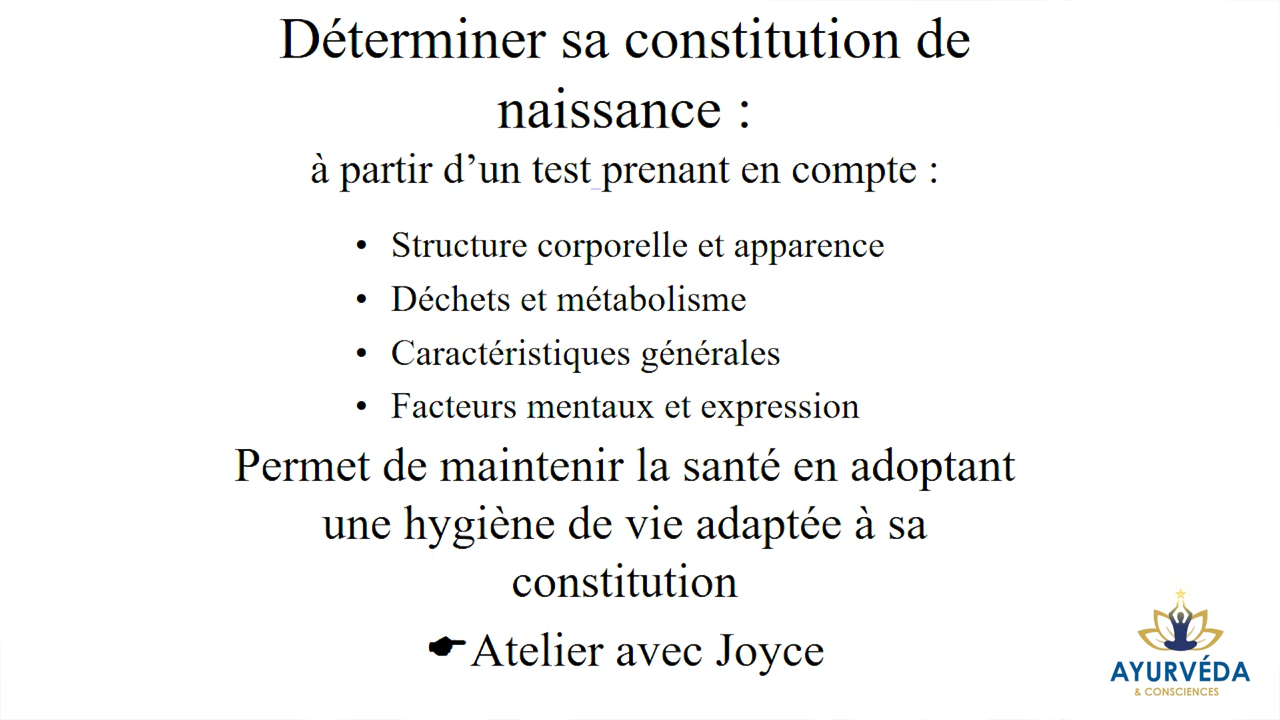 Déterminer sa constitution de
naissance :
à partir d’un test prenant en compte :
• Structure corporelle et apparence
• Déchets et métabolisme
• Caractéristiques générales
• Facteurs mentaux et expression
Permet de maintenir la santé en adoptant
une hygiène de vie adaptée à sa
constitution
☛Atelier avec Joyce
AYURVÉDA
& CONSCIENCES